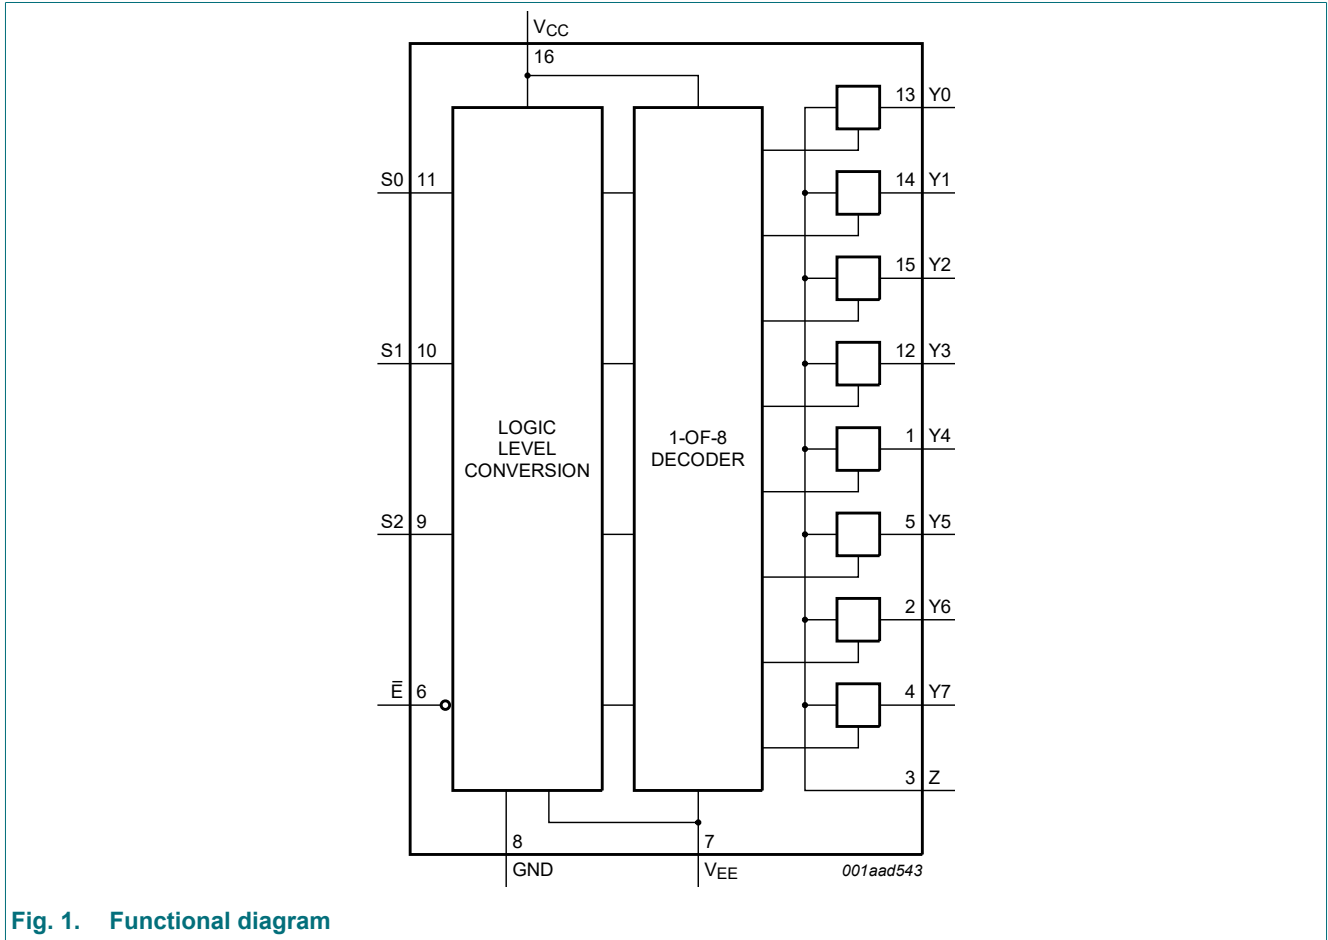 VCC
16
13 Y0
S0 11
14 Y1
15 Y2
S1 10
12 Y3
LOGIC
LEVEL
CONVERSION
1-OF-8
DECODER
1 Y4
S2 9
5 Y5
2 Y6
E̅ 6
4 Y7
3 Z
8
GND
7
VEE
001aad543
Fig. 1. Functional diagram